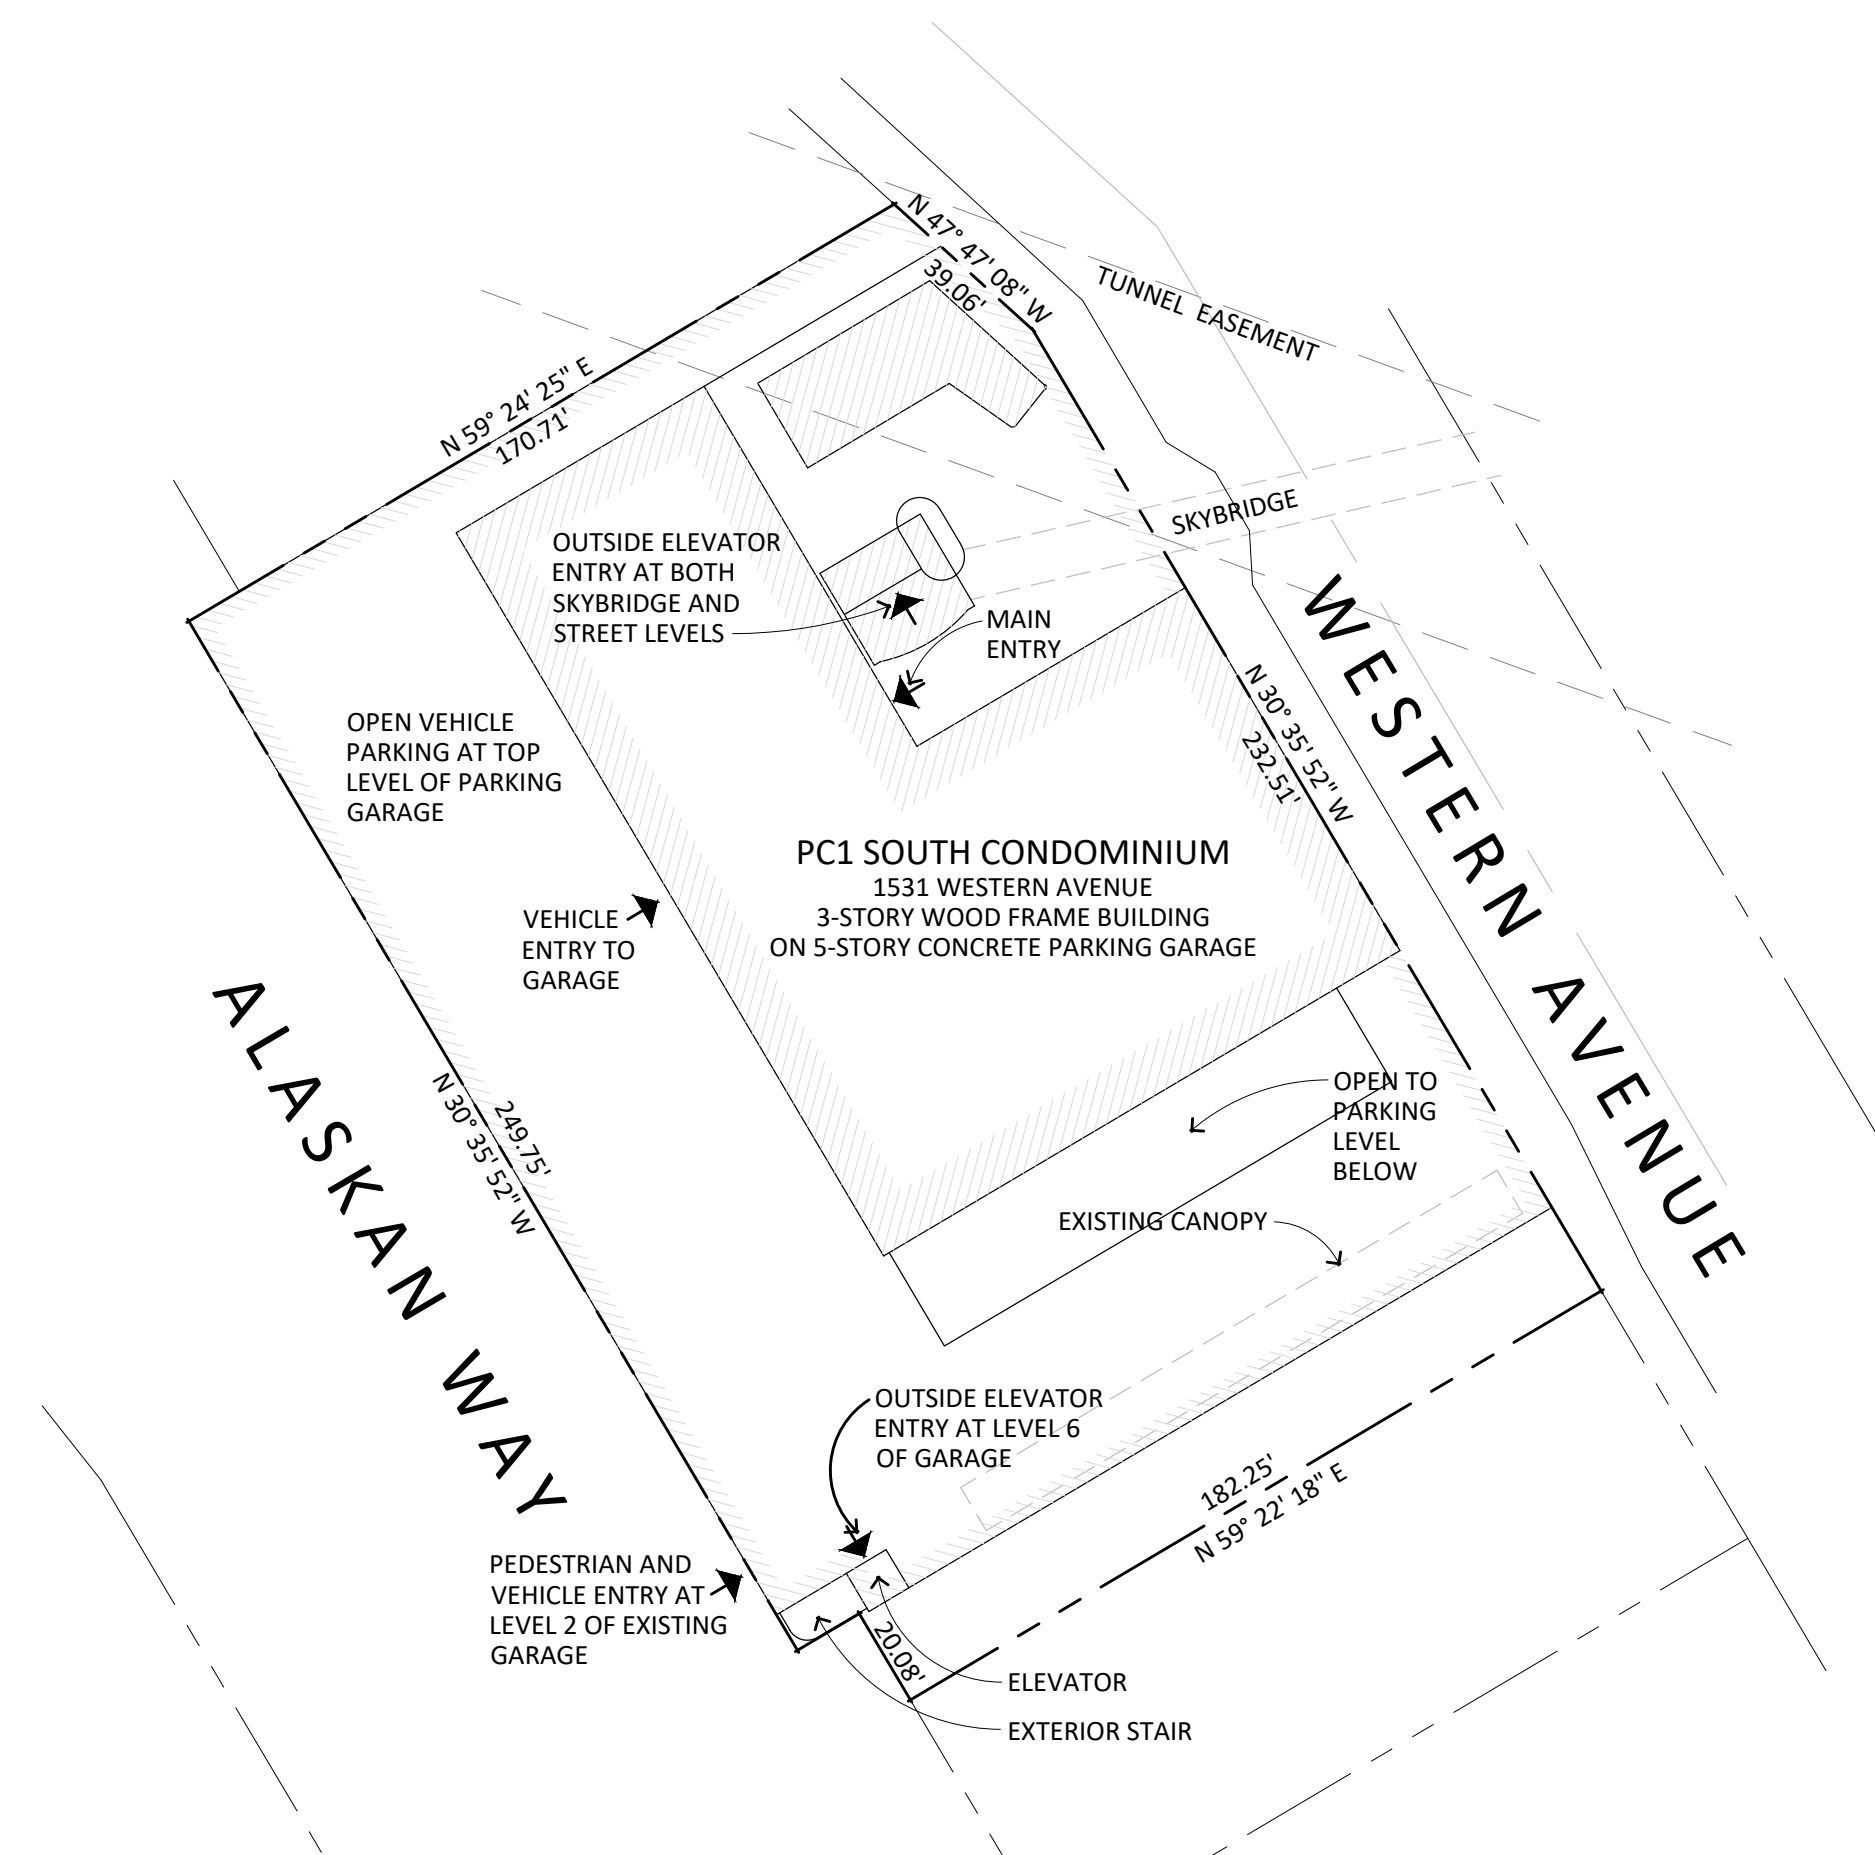 N 47° 47' 08" W
39.06'
TUNNEL EASEMENT
N 59° 24' 25" E
170.71'
SKYBRIDGE
OUTSIDE ELEVATOR
ENTRY AT BOTH
SKYBRIDGE AND
STREET LEVELS
MAIN
ENTRY
WESTERN AVENUE
N 30° 35' 52" W
232.51'
OPEN VEHICLE
PARKING AT TOP
LEVEL OF PARKING
GARAGE
PC1 SOUTH CONDOMINIUM
1531 WESTERN AVENUE
3-STORY WOOD FRAME BUILDING
ON 5-STORY CONCRETE PARKING GARAGE
VEHICLE
ENTRY TO
GARAGE
ALASKAN WAY
249.75'
N 30° 35' 52" W
OPEN TO
PARKING
LEVEL
BELOW
EXISTING CANOPY
OUTSIDE ELEVATOR
ENTRY AT LEVEL 6
OF GARAGE
182.25'
N 59° 22' 18" E
PEDESTRIAN AND
VEHICLE ENTRY AT
LEVEL 2 OF EXISTING
GARAGE
20.08'
ELEVATOR
EXTERIOR STAIR